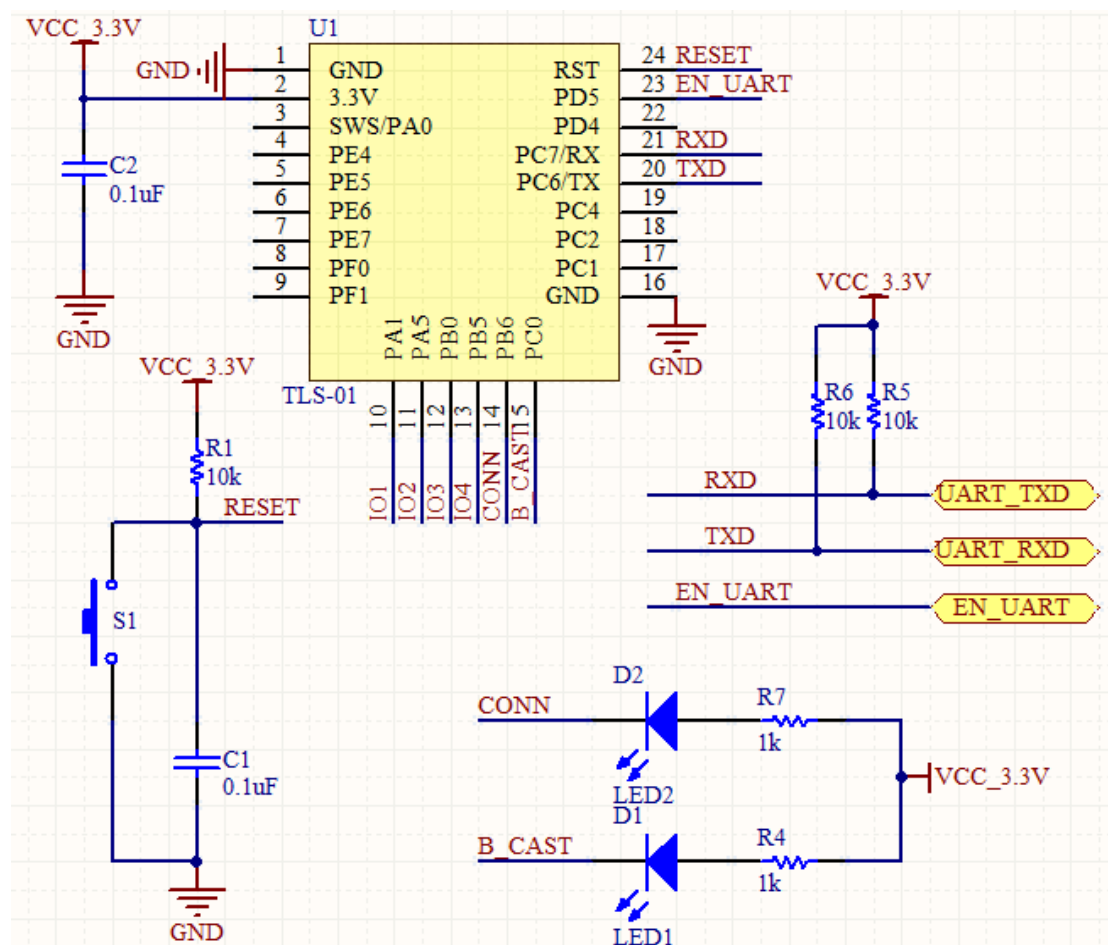 VCC_3.3V
U1
GND
1
GND
2
3.3V
3
SWS/PA0
4
PE4
5
PE5
6
PE6
7
PE7
8
PF0
9
PF1
RST
24
RESET
PD5
23
EN_UART
PD4
22
PC7/RX
21
RXD
PC6/TX
20
TXD
PC4
19
PC2
18
PC1
17
GND
16
GND
C2
0.1uF
GND
PA1
PA5
PB0
PB5
PB6
PC0
TLS-01
10
11
12
13
14
15
IO1
IO2
IO3
IO4
CONN
B_CAST
VCC_3.3V
R1
10k
RESET
S1
C1
0.1uF
GND
VCC_3.3V
R6
10k
R5
10k
RXD
UART_TXD
TXD
UART_RXD
EN_UART
EN_UART
D2
CONN
R7
1k
LED2
VCC_3.3V
D1
B_CAST
R4
1k
LED1